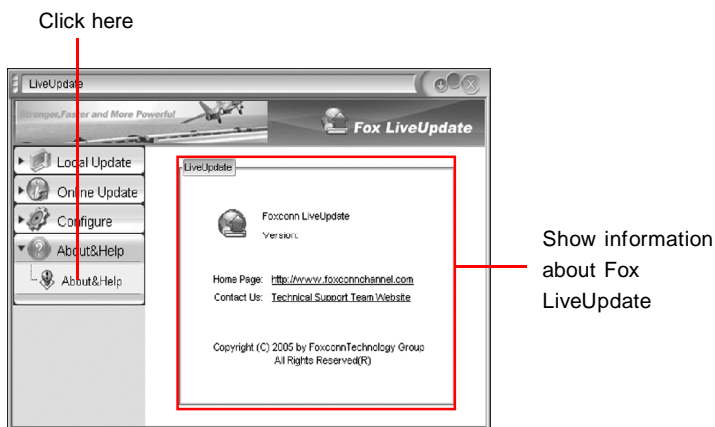 Click here
LiveUpdate
Stronger,Faster and More Powerful
Fox LiveUpdate
Local Update
Online Update
Configure
About&Help
About&Help
LiveUpdate
Foxconn LiveUpdate
Version:
Home Page: http://www.foxconnchannel.com
Contact Us: Technical Support Team Website
Copyright (C) 2005 by FoxconnTechnology Group
All Rights Reserved(R)
Show information
about Fox
LiveUpdate